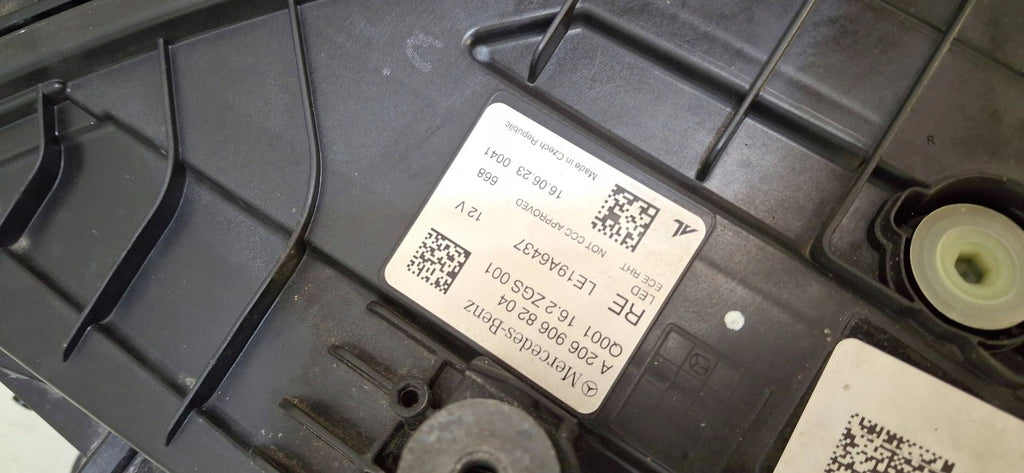 Mercedes-Benz
A 206 906 82 04
Q001 16.2 ZGS 001
RE LE19A6437 12 V
LED
ECE RHT
NOT CCC APPROVED 668
16.06.23 0041
AL
Made in Czech Republic
R